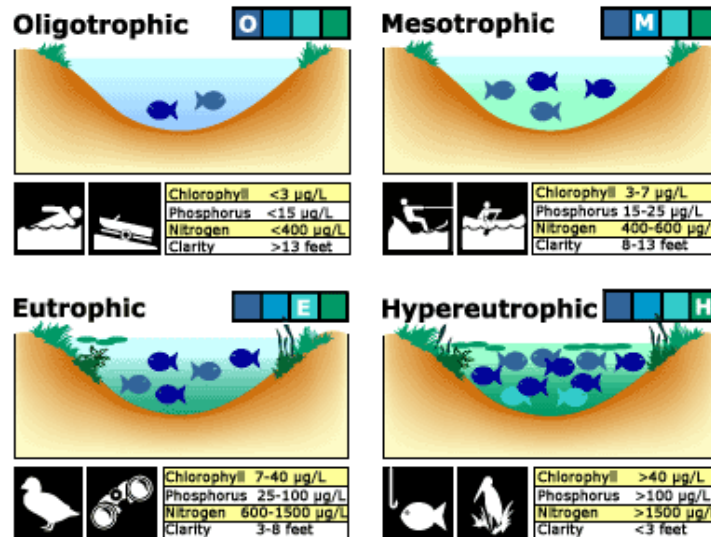 Oligotrophic O
Mesotrophic M
Chlorophyll <3 µg/L
Phosphorus <15 µg/L
Nitrogen <400 µg/L
Clarity >13 feet
Chlorophyll 3-7 µg/L
Phosphorus 15-25 µg/L
Nitrogen 400-600 µg/L
Clarity 8-13 feet
Eutrophic E
Hypereutrophic H
Chlorophyll 7-40 µg/L
Phosphorus 25-100 µg/L
Nitrogen 600-1500 µg/L
Clarity 3-8 feet
Chlorophyll >40 µg/L
Phosphorus >100 µg/L
Nitrogen >1500 µg/L
Clarity <3 feet